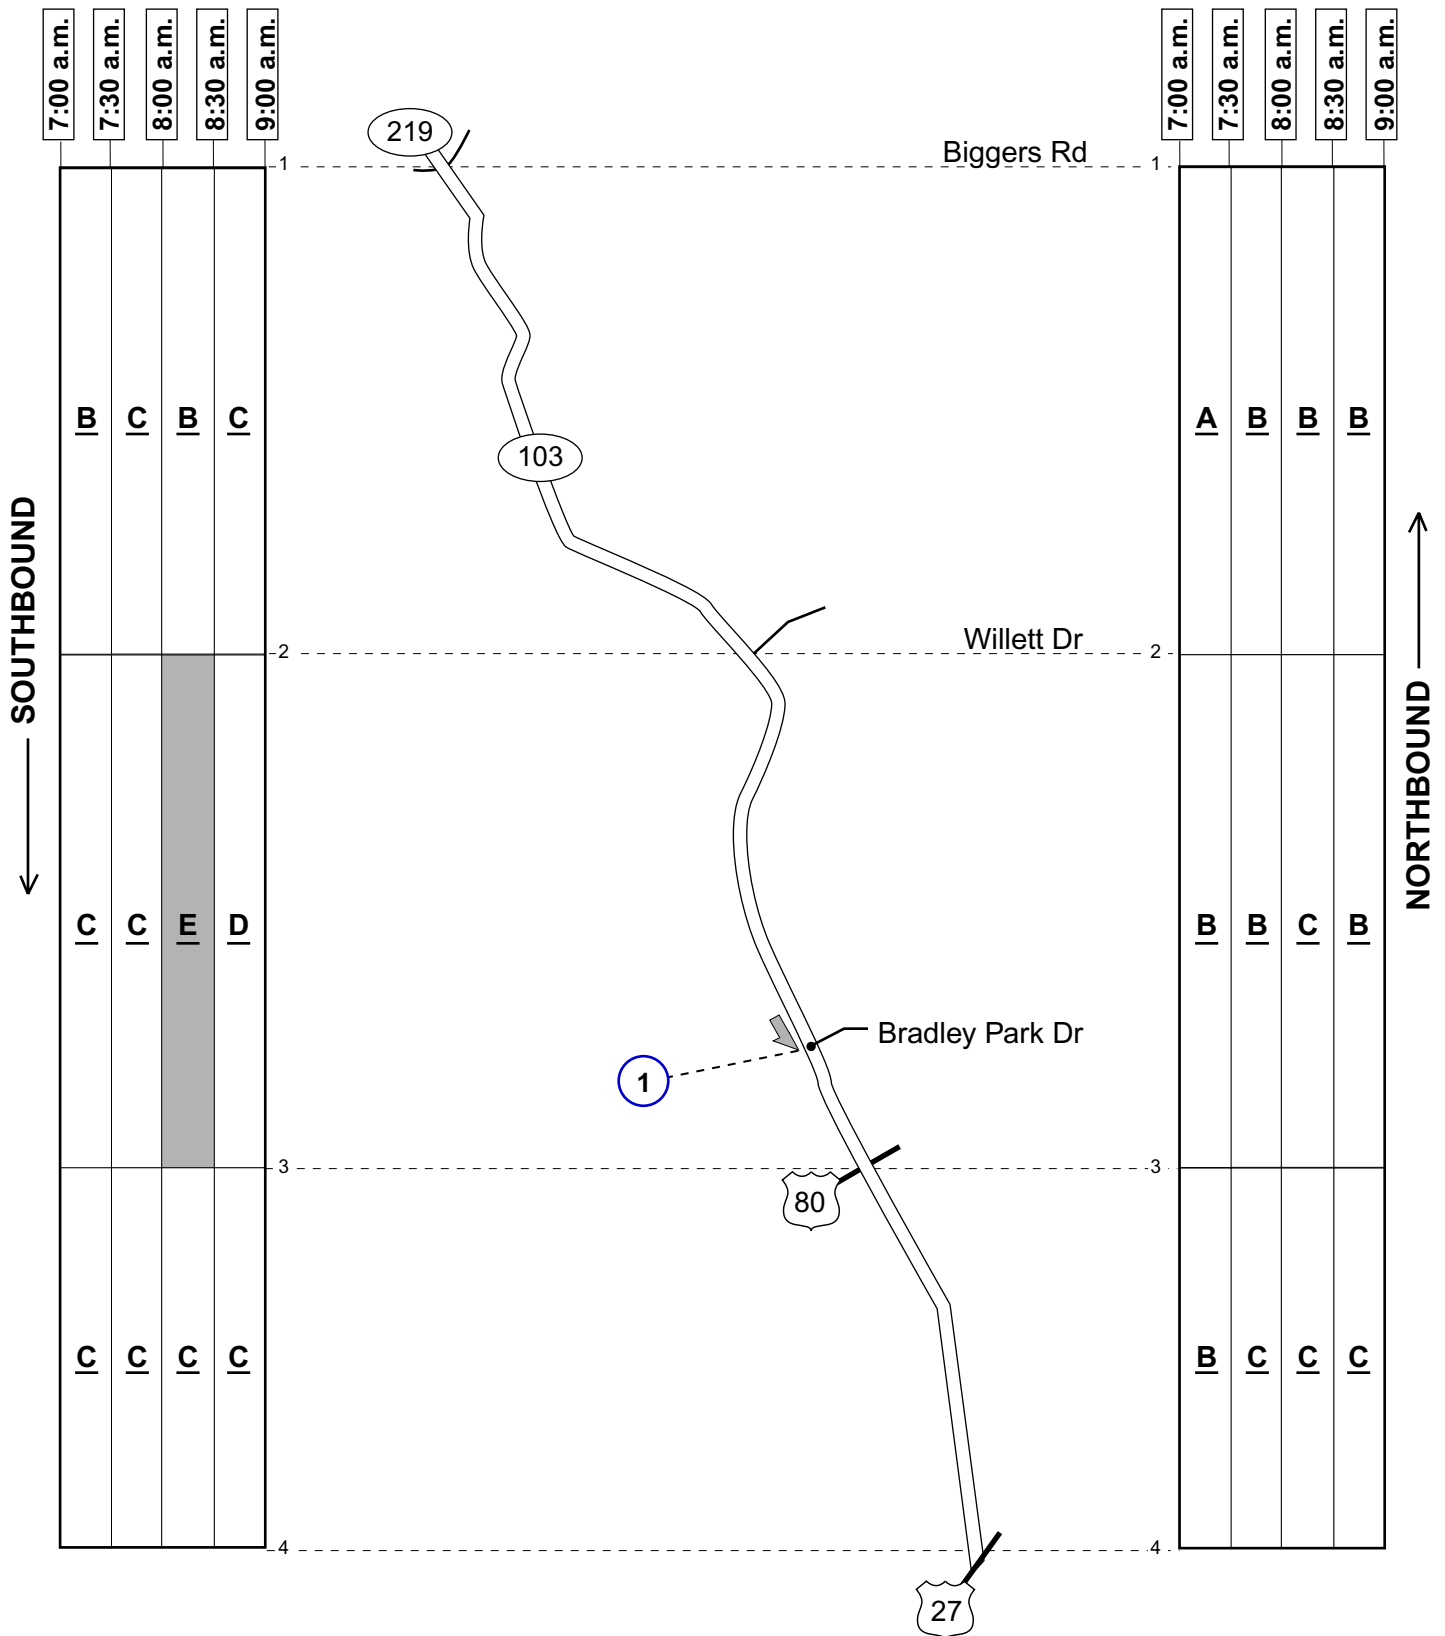 7:00 a.m.
7:30 a.m.
8:00 a.m.
8:30 a.m.
9:00 a.m.
7:00 a.m.
7:30 a.m.
8:00 a.m.
8:30 a.m.
9:00 a.m.
219
1
Biggers Rd
1
B C B C
A B B B
103
SOUTHBOUND
NORTHBOUND
2
Willett Dr
2
C C E D
B B C B
Bradley Park Dr
1
3
3
80
C C C C
B C C C
4
4
27